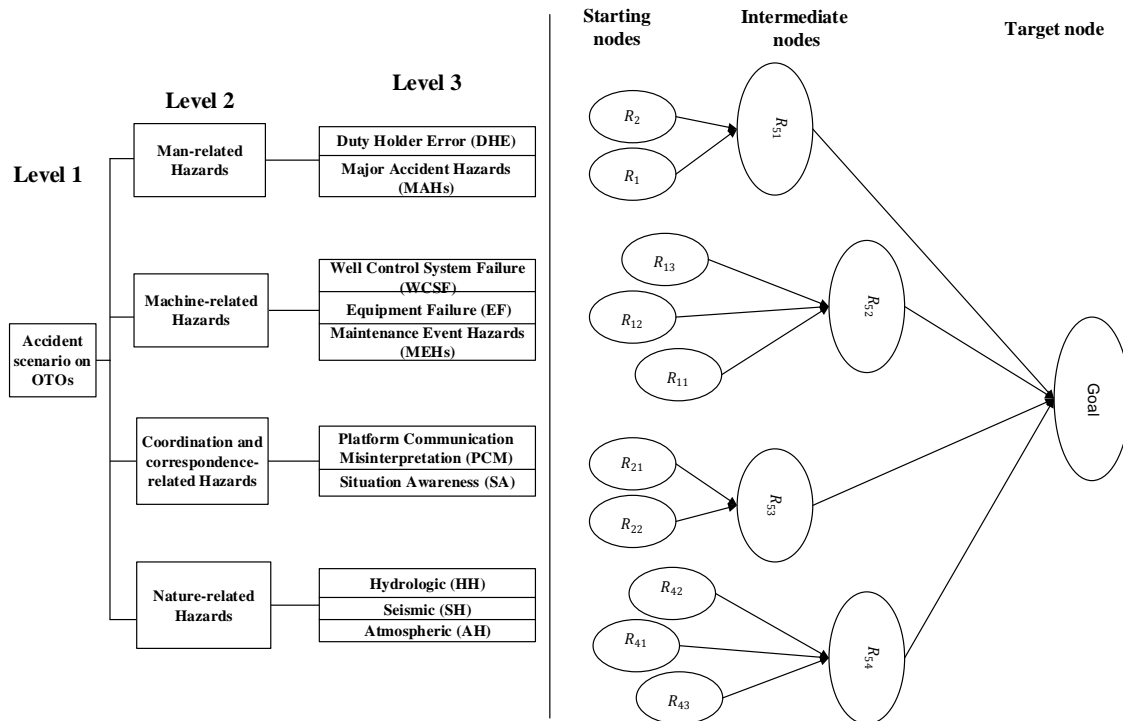 Level 1
Level 2
Level 3
Accident
scenario on
OTOs
Man-related
Hazards
Duty Holder Error (DHE)
Major Accident Hazards
(MAHs)
Machine-related
Hazards
Well Control System Failure
(WCSF)
Equipment Failure (EF)
Maintenance Event Hazards
(MEHs)
Coordination and
correspondence-
related Hazards
Platform Communication
Misinterpretation (PCM)
Situation Awareness (SA)
Nature-related
Hazards
Hydrologic (HH)
Seismic (SH)
Atmospheric (AH)
Starting
nodes
Intermediate
nodes
Target node
R2
R1
R51
R13
R12
R11
R52
R21
R22
R53
R42
R41
R43
R54
Goal